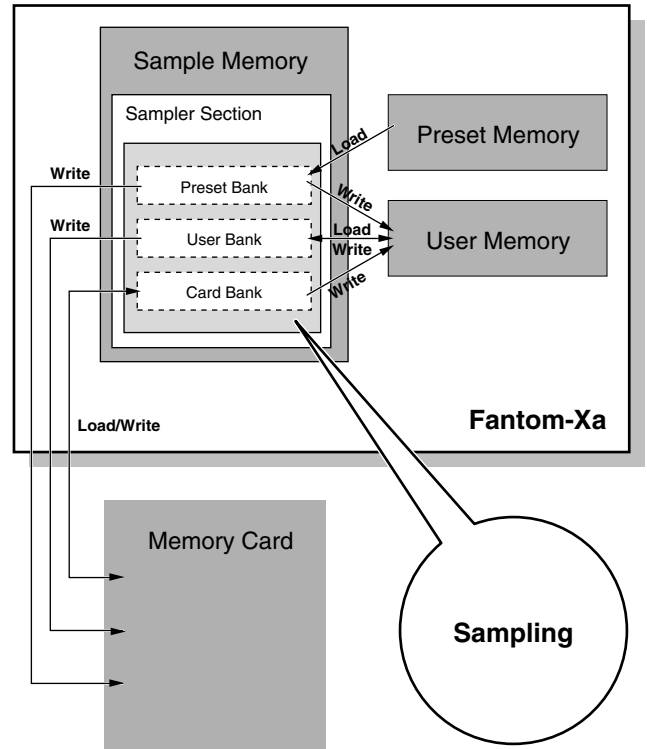 Sample Memory
Sampler Section
Preset Bank
User Bank
Card Bank
Preset Memory
User Memory
Load
Write
Load
Write
Write
Write
Write
Load/Write
Fantom-Xa
Memory Card
Sampling